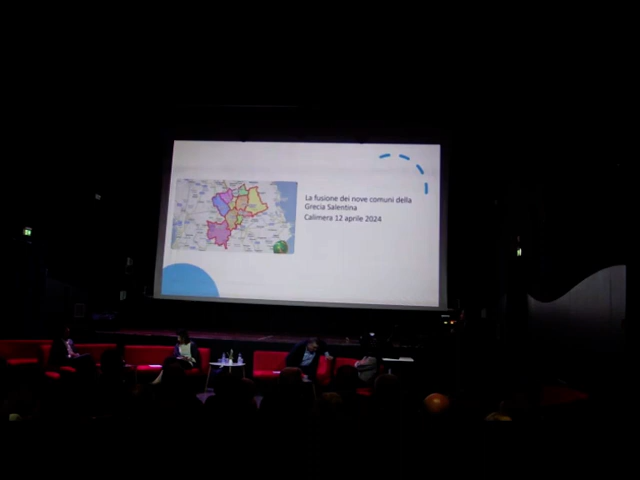 La fusione dei nove comuni della
Grecia Salentina
Calimera 12 aprile 2024